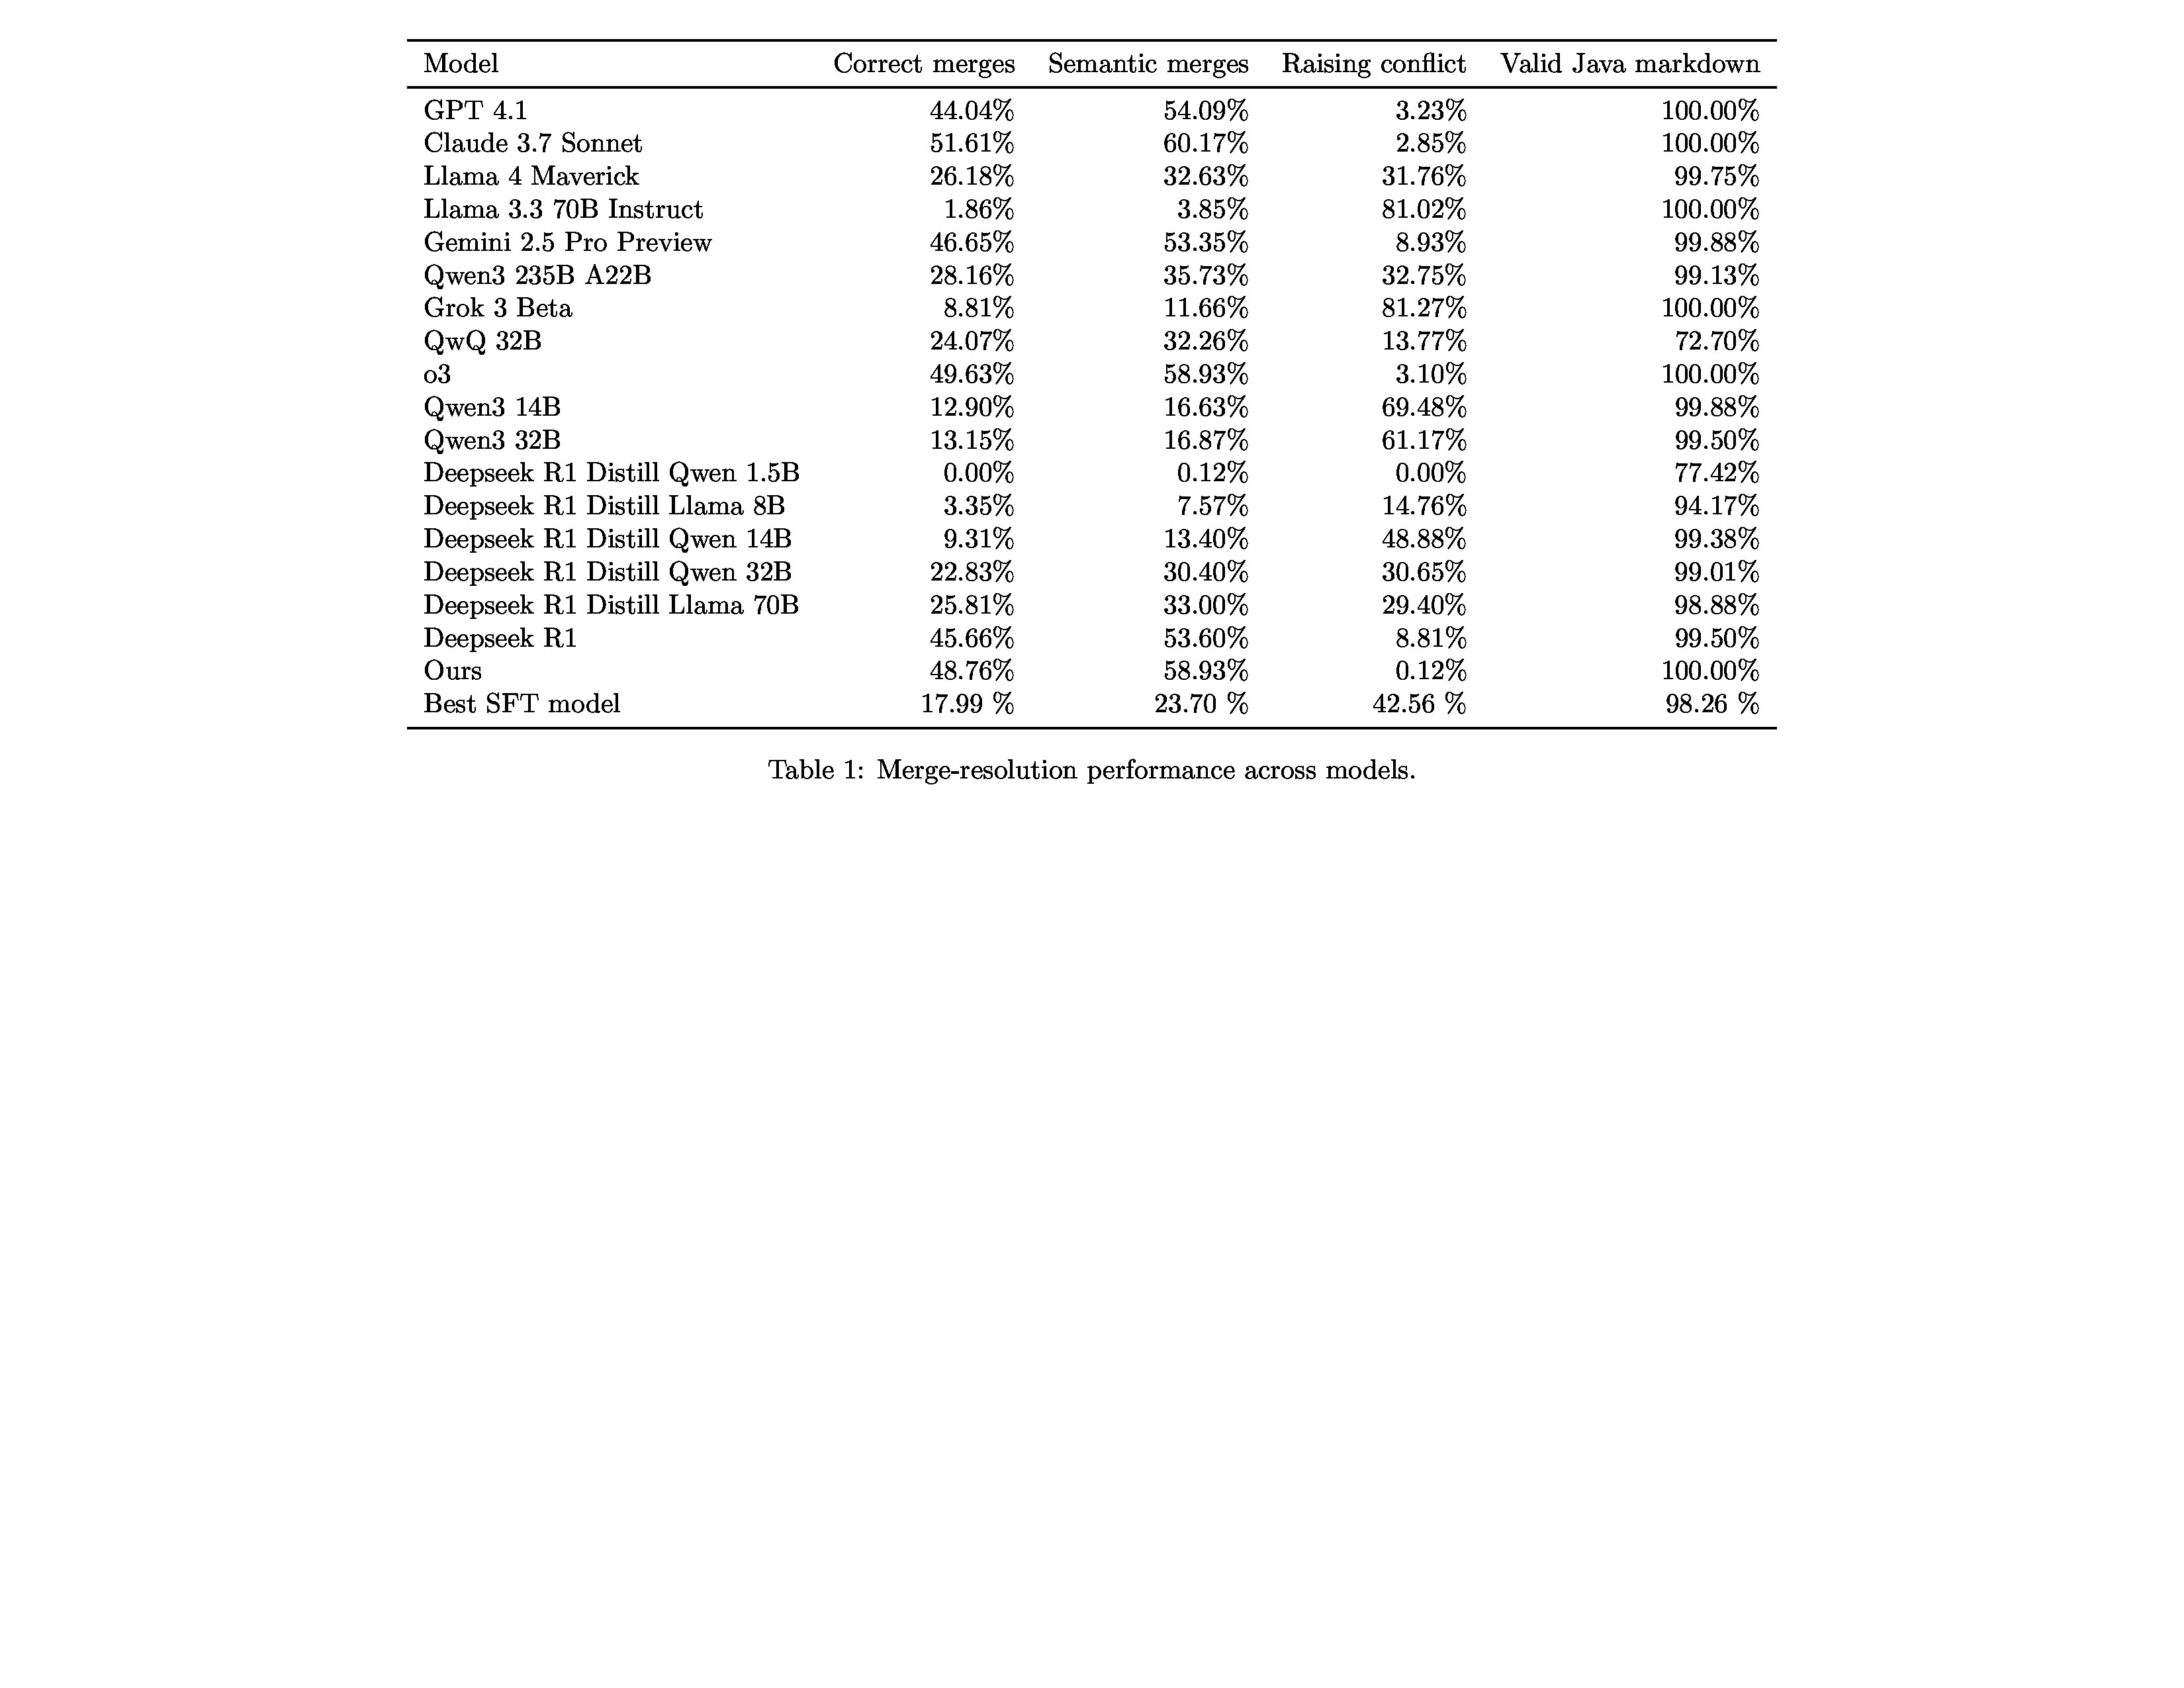 Model Correct merges Semantic merges Raising conflict Valid Java markdown
GPT 4.1 44.04% 54.09% 3.23% 100.00%
Claude 3.7 Sonnet 51.61% 60.17% 2.85% 100.00%
Llama 4 Maverick 26.18% 32.63% 31.76% 99.75%
Llama 3.3 70B Instruct 1.86% 3.85% 81.02% 100.00%
Gemini 2.5 Pro Preview 46.65% 53.35% 8.93% 99.88%
Qwen3 235B A22B 28.16% 35.73% 32.75% 99.13%
Grok 3 Beta 8.81% 11.66% 81.27% 100.00%
QwQ 32B 24.07% 32.26% 13.77% 72.70%
o3 49.63% 58.93% 3.10% 100.00%
Qwen3 14B 12.90% 16.63% 69.48% 99.88%
Qwen3 32B 13.15% 16.87% 61.17% 99.50%
Deepseek R1 Distill Qwen 1.5B 0.00% 0.12% 0.00% 77.42%
Deepseek R1 Distill Llama 8B 3.35% 7.57% 14.76% 94.17%
Deepseek R1 Distill Qwen 14B 9.31% 13.40% 48.88% 99.38%
Deepseek R1 Distill Qwen 32B 22.83% 30.40% 30.65% 99.01%
Deepseek R1 Distill Llama 70B 25.81% 33.00% 29.40% 98.88%
Deepseek R1 45.66% 53.60% 8.81% 99.50%
Ours 48.76% 58.93% 0.12% 100.00%
Best SFT model 17.99 % 23.70 % 42.56 % 98.26 %
Table 1: Merge-resolution performance across models.